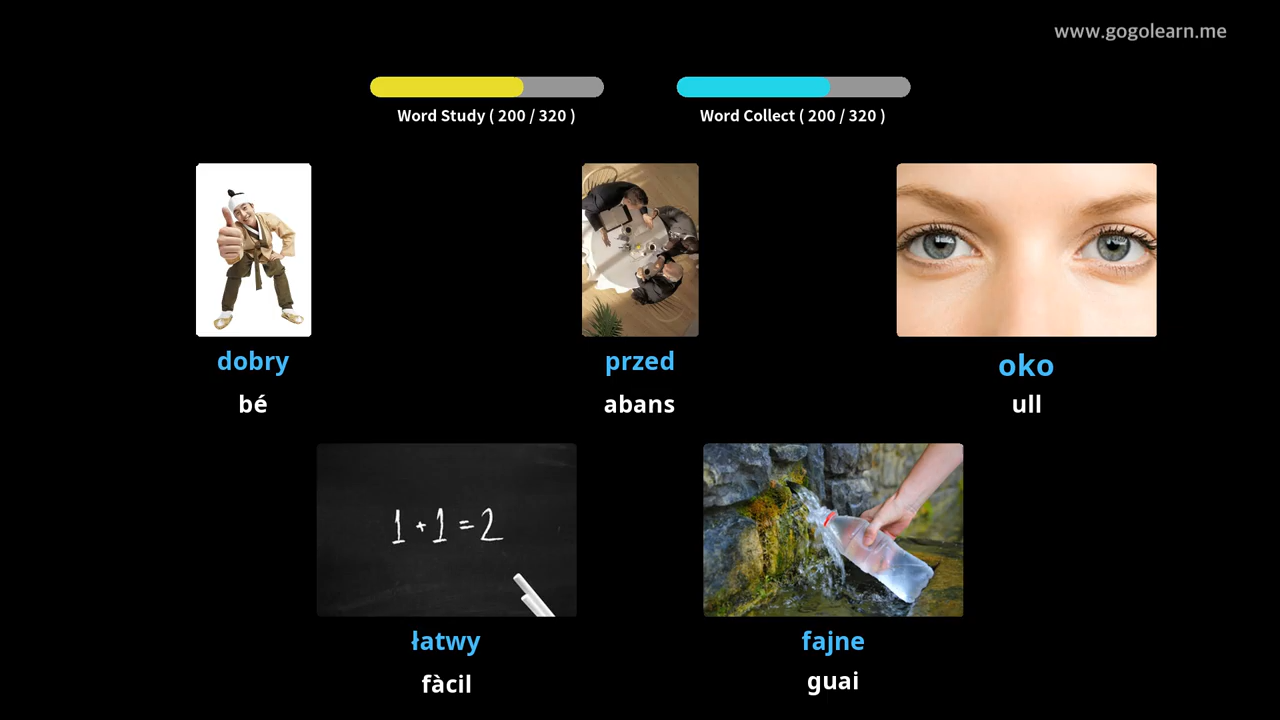 www.gogolearn.me
Word Study ( 200 / 320 )
Word Collect ( 200 / 320 )
dobry
bé
przed
abans
oko
ull
1 + 1 = 2
łatwy
fàcil
fajne
guai